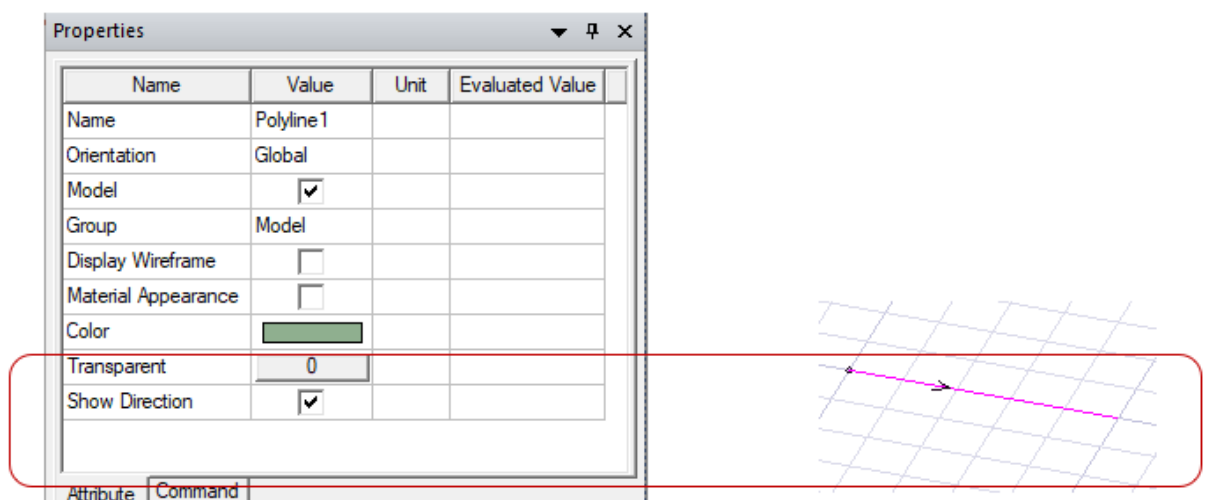 Properties
Name Value Unit Evaluated Value
Name Polyline1
Orientation Global
Model
Group Model
Display Wireframe
Material Appearance
Color
Transparent 0
Show Direction
Attribute Command